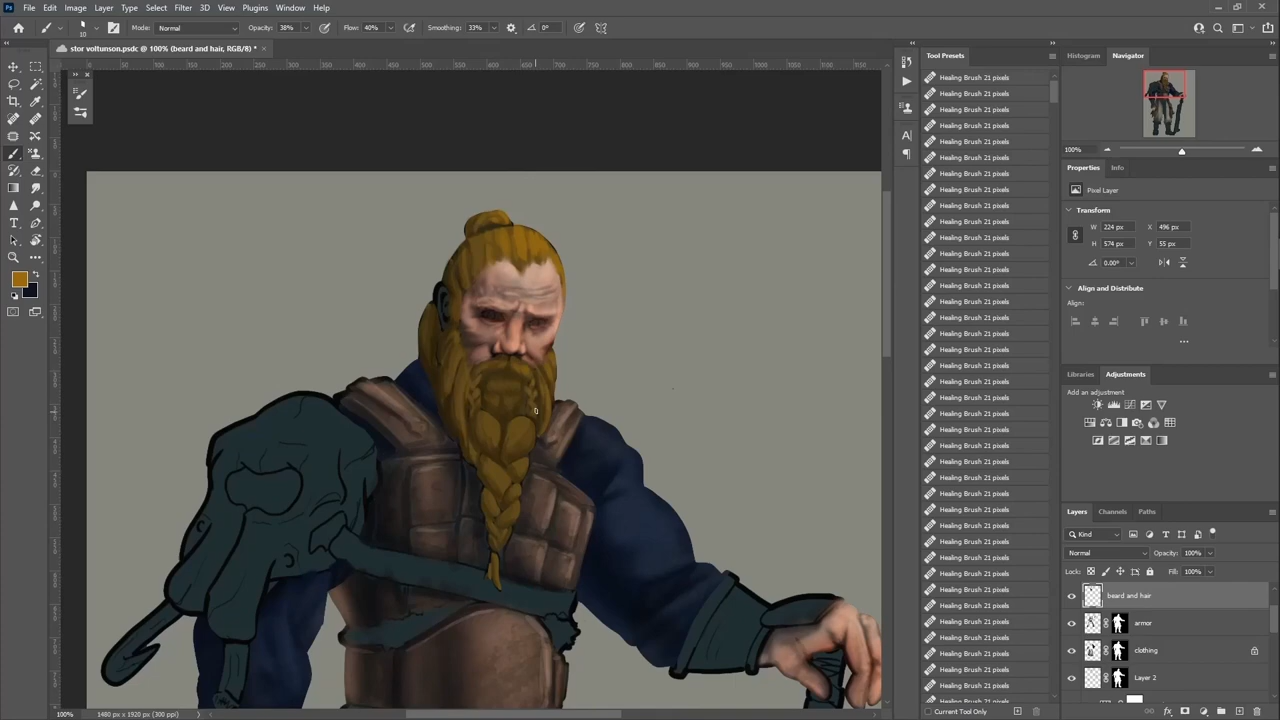 Ps File Edit Image Layer Type Select Filter 3D View Plugins Window Help
10 Mode: Normal Opacity: 38% Flow: 40% Smoothing: 33% 0°
stor voltunson.psdc @ 100% (beard and hair, RGB/8) *
Tool Presets
Histogram Navigator
Healing Brush 21 pixels
Healing Brush 21 pixels
Healing Brush 21 pixels
Healing Brush 21 pixels
Healing Brush 21 pixels
100%
Healing Brush 21 pixels
Properties Info
Healing Brush 21 pixels
Pixel Layer
Healing Brush 21 pixels
Transform
Healing Brush 21 pixels
W 224 px X 496 px
Healing Brush 21 pixels
H 574 px Y 55 px
Healing Brush 21 pixels
0.00°
Healing Brush 21 pixels
Healing Brush 21 pixels
Align and Distribute
Healing Brush 21 pixels
Align:
Healing Brush 21 pixels
Healing Brush 21 pixels
Healing Brush 21 pixels
Healing Brush 21 pixels
Healing Brush 21 pixels
Libraries Adjustments
Healing Brush 21 pixels
Add an adjustment
Healing Brush 21 pixels
Healing Brush 21 pixels
Healing Brush 21 pixels
Healing Brush 21 pixels
Healing Brush 21 pixels
Healing Brush 21 pixels
Healing Brush 21 pixels
Healing Brush 21 pixels
Layers Channels Paths
Healing Brush 21 pixels
Kind
Healing Brush 21 pixels
Normal Opacity: 100%
Healing Brush 21 pixels
Lock: Fill: 100%
Healing Brush 21 pixels
beard and hair
Healing Brush 21 pixels
Healing Brush 21 pixels
armor
Healing Brush 21 pixels
clothing
Healing Brush 21 pixels
Healing Brush 21 pixels
Layer 2
Healing Brush 21 pixels
Healing Brush 21 pixels
Current Tool Only
100% 1480 px x 1920 px (300 ppi)